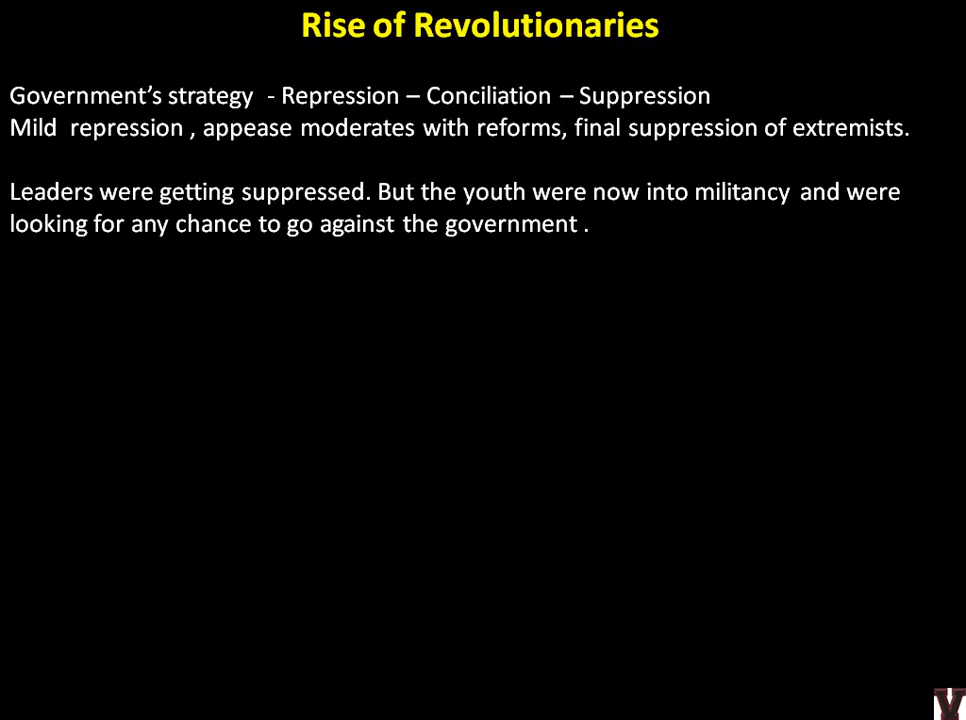 Rise of Revolutionaries
Government’s strategy - Repression – Conciliation – Suppression
Mild repression , appease moderates with reforms, final suppression of extremists.
Leaders were getting suppressed. But the youth were now into militancy and were
looking for any chance to go against the government .